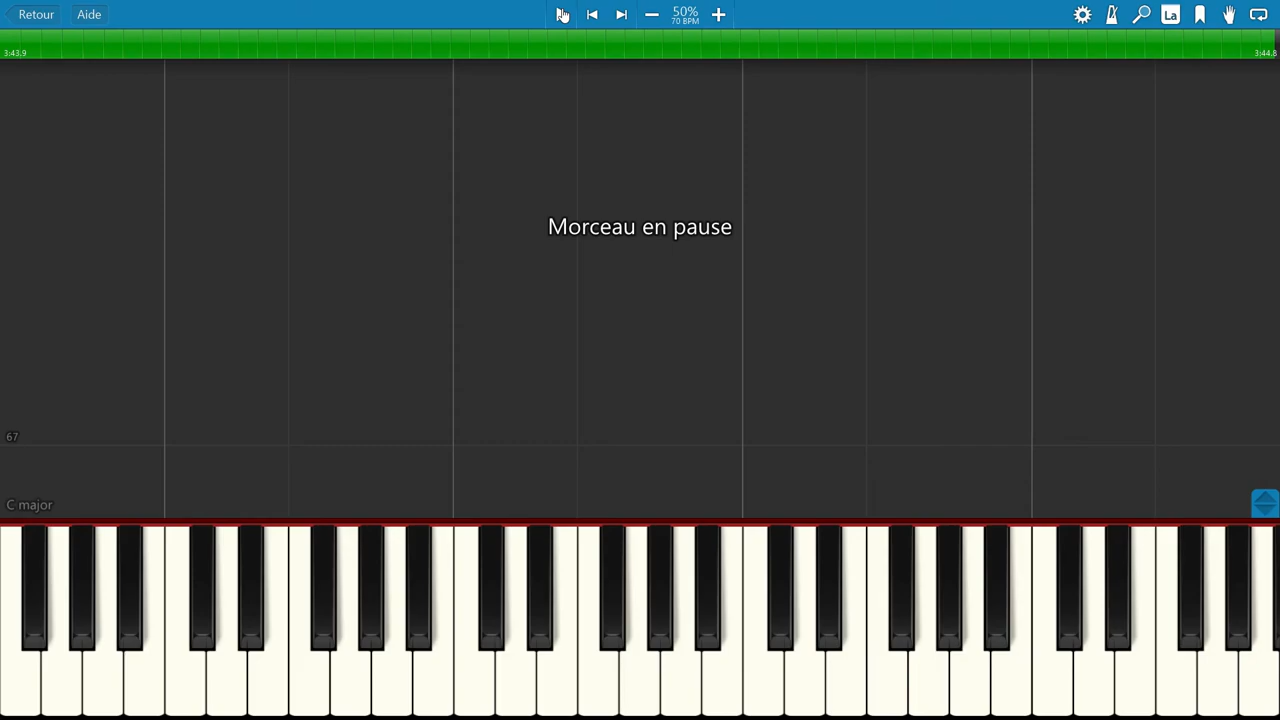 Retour Aide 50%
70 BPM
La
3:43,9 3:44,8
Morceau en pause
67
C major